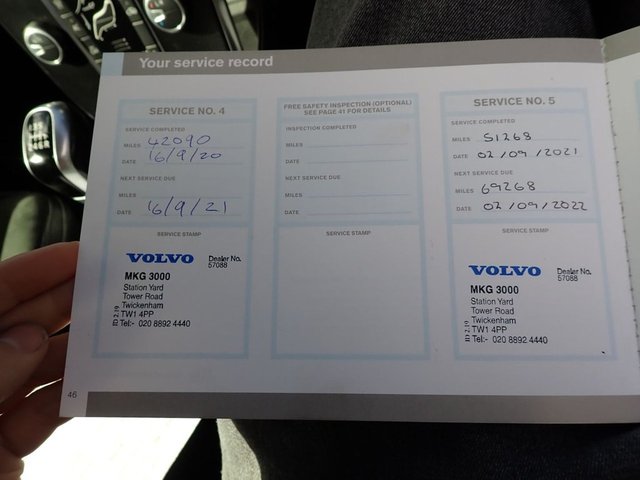 Your service record
SERVICE NO. 4
SERVICE COMPLETED
MILES 42090
DATE 16/9/20
NEXT SERVICE DUE
MILES
DATE 16/9/21
SERVICE STAMP
VOLVO Dealer No. 57088
MKG 3000
Station Yard
Tower Road
Twickenham
TW1 4PP
Tel:- 020 8892 4440
FREE SAFETY INSPECTION (OPTIONAL)
SEE PAGE 41 FOR DETAILS
INSPECTION COMPLETED
MILES
DATE
NEXT SERVICE DUE
MILES
DATE
SERVICE STAMP
SERVICE NO. 5
SERVICE COMPLETED
MILES 51268
DATE 02/09/2021
NEXT SERVICE DUE
MILES 69268
DATE 02/09/2022
SERVICE STAMP
VOLVO Dealer No. 57088
MKG 3000
Station Yard
Tower Road
Twickenham
TW1 4PP
Tel:- 020 8892 4440
46